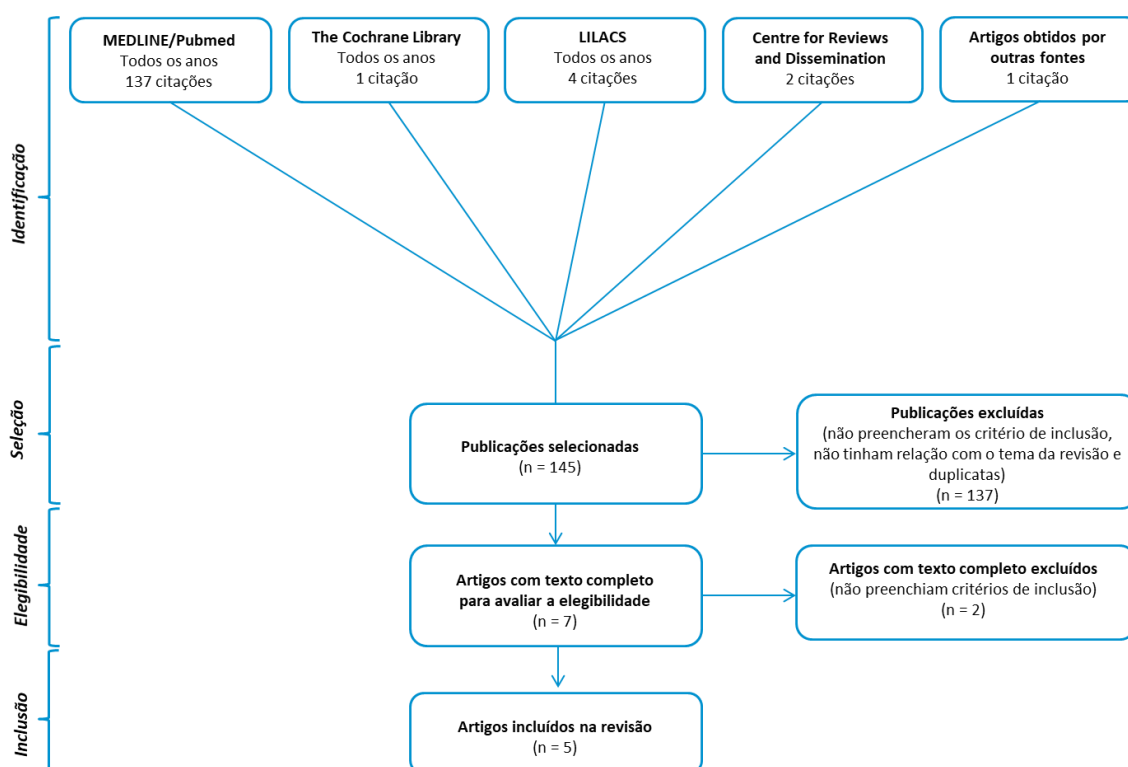 MEDLINE/Pubmed
Todos os anos
137 citações
The Cochrane Library
Todos os anos
1 citação
LILACS
Todos os anos
4 citações
Centre for Reviews
and Dissemination
2 citações
Artigos obtidos por
outras fontes
1 citação
Identificação
Seleção
Publicações selecionadas
(n = 145)
Publicações excluídas
(não preencheram os critério de inclusão,
não tinham relação com o tema da revisão e
duplicatas)
(n = 137)
Elegibilidade
Artigos com texto completo
para avaliar a elegibilidade
(n = 7)
Artigos com texto completo excluídos
(não preenchiam critérios de inclusão)
(n = 2)
Inclusão
Artigos incluídos na revisão
(n = 5)